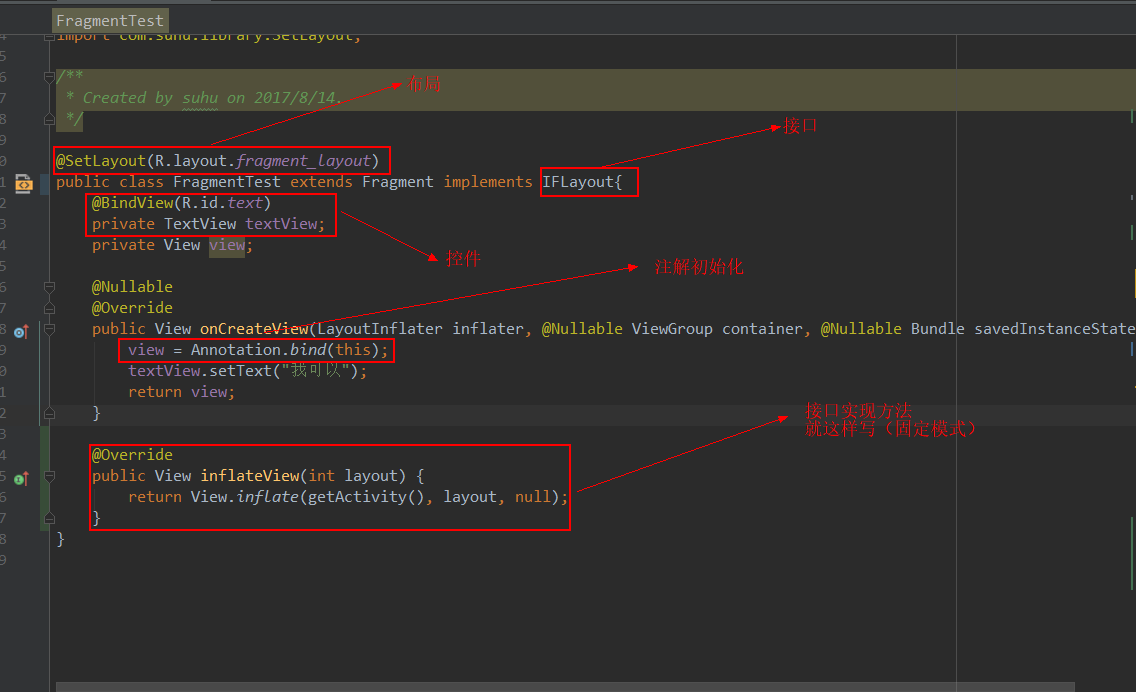 FragmentTest
import com.suhu.library.SetLayout;
/**
* Created by suhu on 2017/8/14.
*/
布局
接口
@SetLayout(R.layout.fragment_layout)
public class FragmentTest extends Fragment implements IFLayout{
@BindView(R.id.text)
private TextView textView;
private View view;
控件
注解初始化
@Nullable
@Override
public View onCreateView(LayoutInflater inflater, @Nullable ViewGroup container, @Nullable Bundle savedInstanceState
view = Annotation.bind(this);
textView.setText("我可以");
return view;
}
接口实现方法
就这样写（固定模式）
@Override
public View inflateView(int layout) {
return View.inflate(getActivity(), layout, null);
}
}